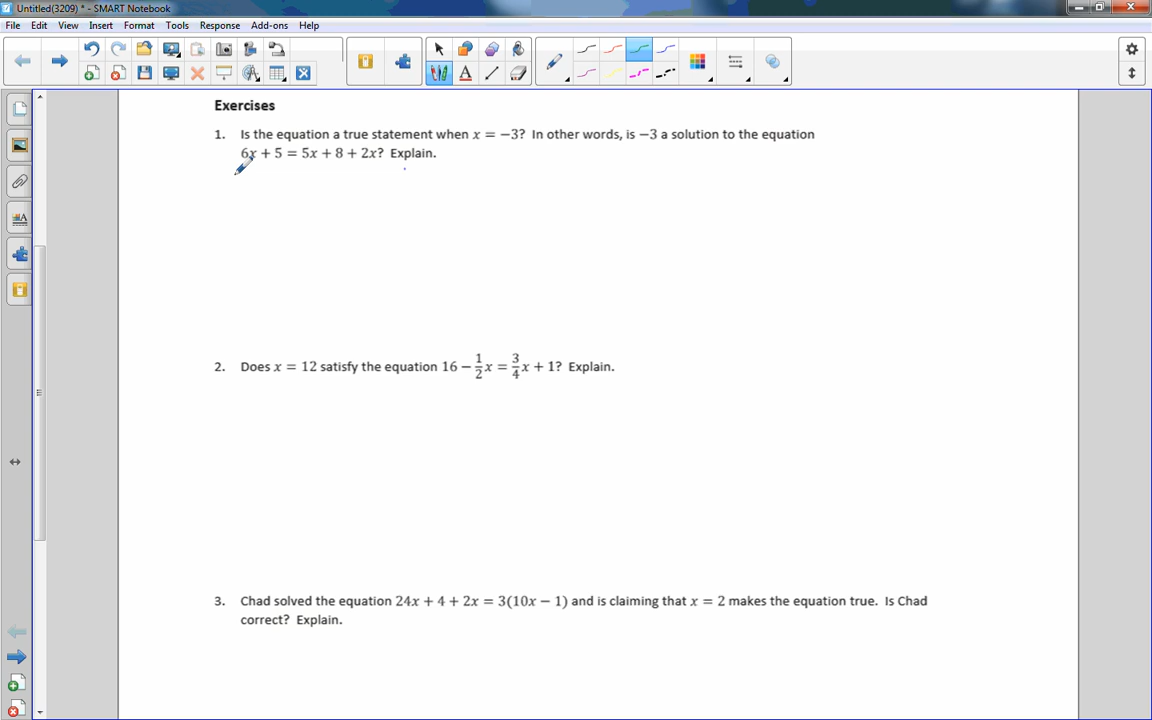 Untitled(3209) * - SMART Notebook
File Edit View Insert Format Tools Response Add-ons Help
Exercises
1. Is the equation a true statement when x = −3? In other words, is −3 a solution to the equation
6x + 5 = 5x + 8 + 2x? Explain.
2. Does x = 12 satisfy the equation 16 − 1/2 x = 3/4 x + 1? Explain.
3. Chad solved the equation 24x + 4 + 2x = 3(10x − 1) and is claiming that x = 2 makes the equation true. Is Chad
correct? Explain.